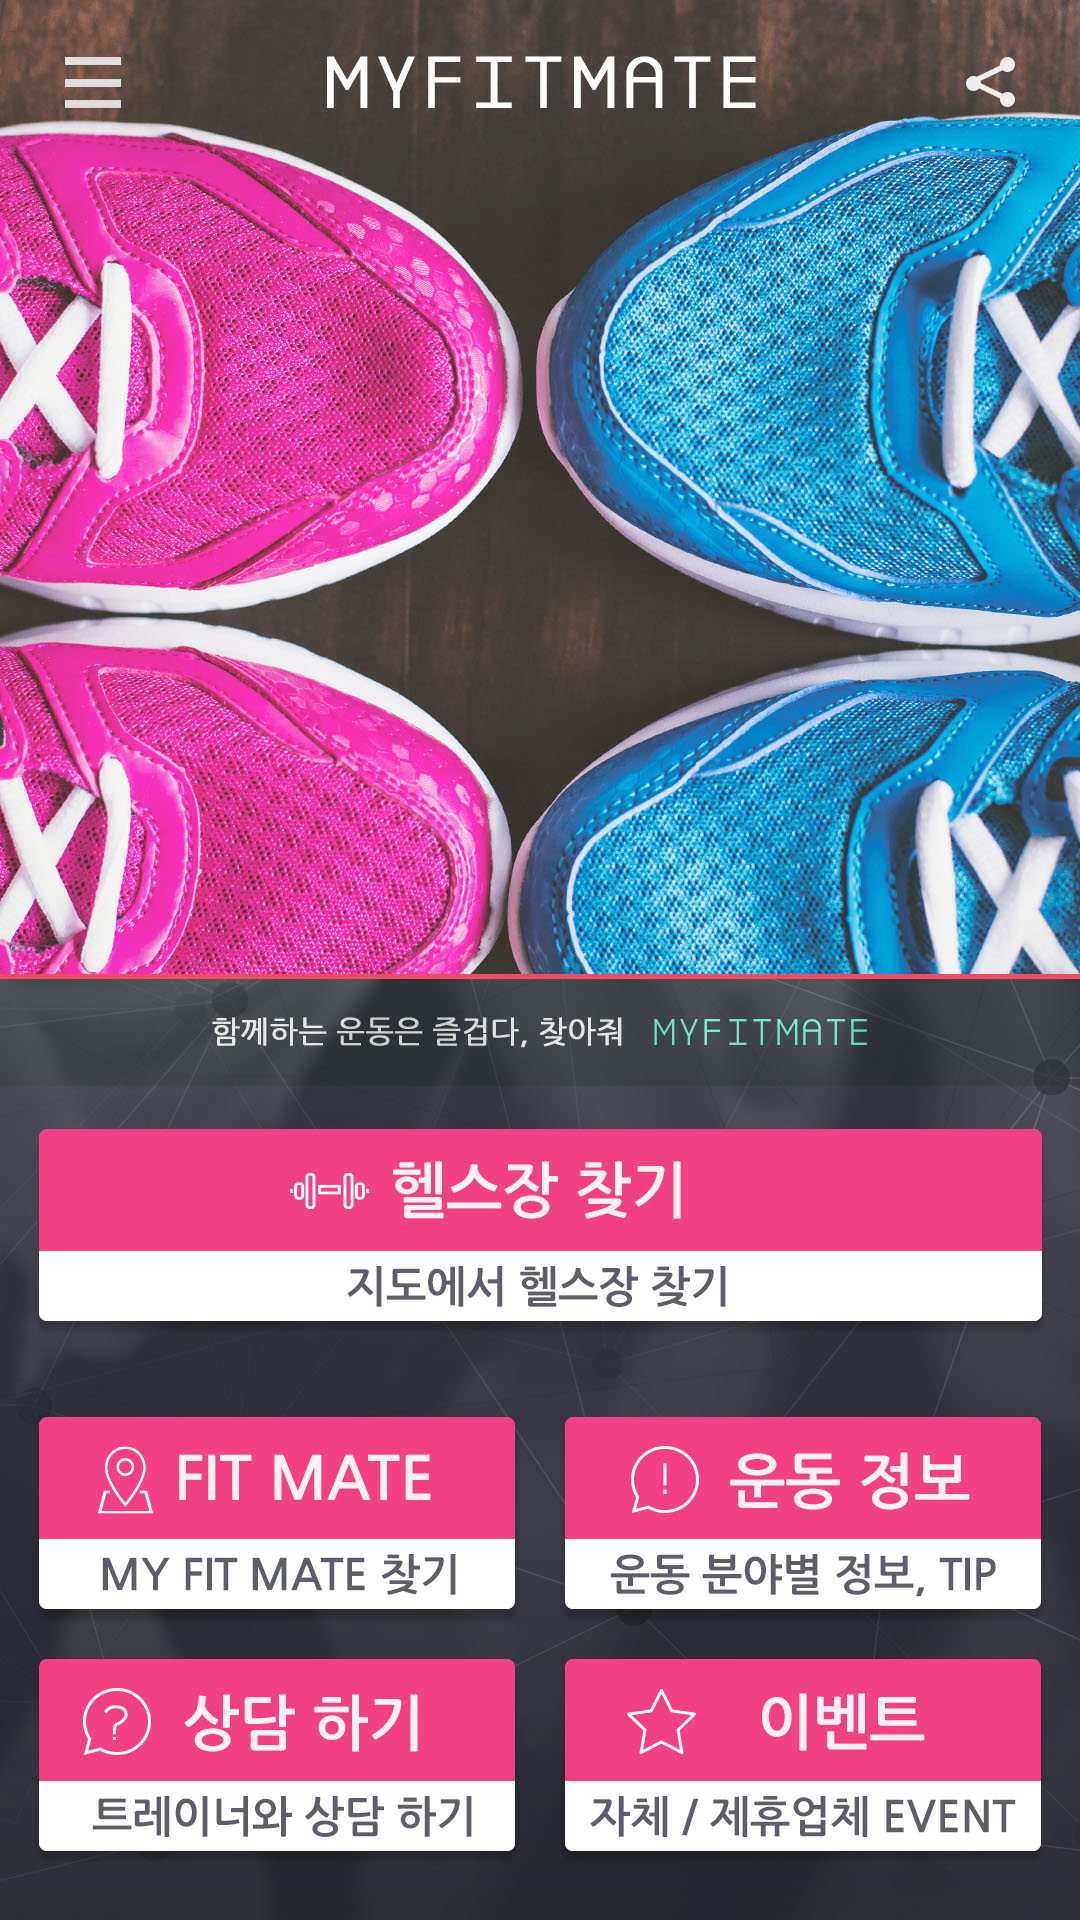 MYFITMATE
함께하는 운동은 즐겁다, 찾아줘 MYFITMATE
헬스장 찾기
지도에서 헬스장 찾기
FIT MATE
MY FIT MATE 찾기
운동 정보
운동 분야별 정보, TIP
상담 하기
트레이너와 상담 하기
이벤트
자체 / 제휴업체 EVENT